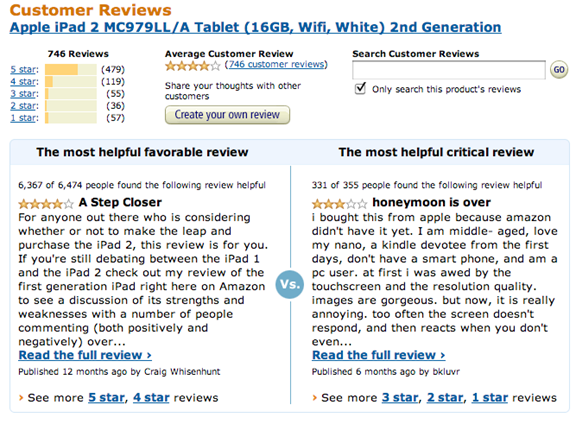 Customer Reviews
Apple iPad 2 MC979LL/A Tablet (16GB, Wifi, White) 2nd Generation
746 Reviews
5 star: (479)
4 star: (119)
3 star: (55)
2 star: (36)
1 star: (57)
Average Customer Review
(746 customer reviews)
Share your thoughts with other
customers
Create your own review
Search Customer Reviews
GO
Only search this product's reviews
The most helpful favorable review
6,367 of 6,474 people found the following review helpful
A Step Closer
For anyone out there who is considering
whether or not to make the leap and
purchase the iPad 2, this review is for you.
If you're still debating between the iPad 1
and the iPad 2 check out my review of the
first generation iPad right here on Amazon
to see a discussion of its strengths and
weaknesses with a number of people
commenting (both positively and
negatively) over...
Read the full review ›
Published 12 months ago by Craig Whisenhunt
› See more 5 star, 4 star reviews
Vs.
The most helpful critical review
331 of 355 people found the following review helpful
honeymoon is over
i bought this from apple because amazon
didn't have it yet. I am middle- aged, love
my nano, a kindle devotee from the first
days, don't have a smart phone, and am a
pc user. at first i was awed by the
touchscreen and the resolution quality.
images are gorgeous. but now, it is really
annoying. too often the screen doesn't
respond, and then reacts when you don't
even...
Read the full review ›
Published 6 months ago by bkluvr
› See more 3 star, 2 star, 1 star reviews